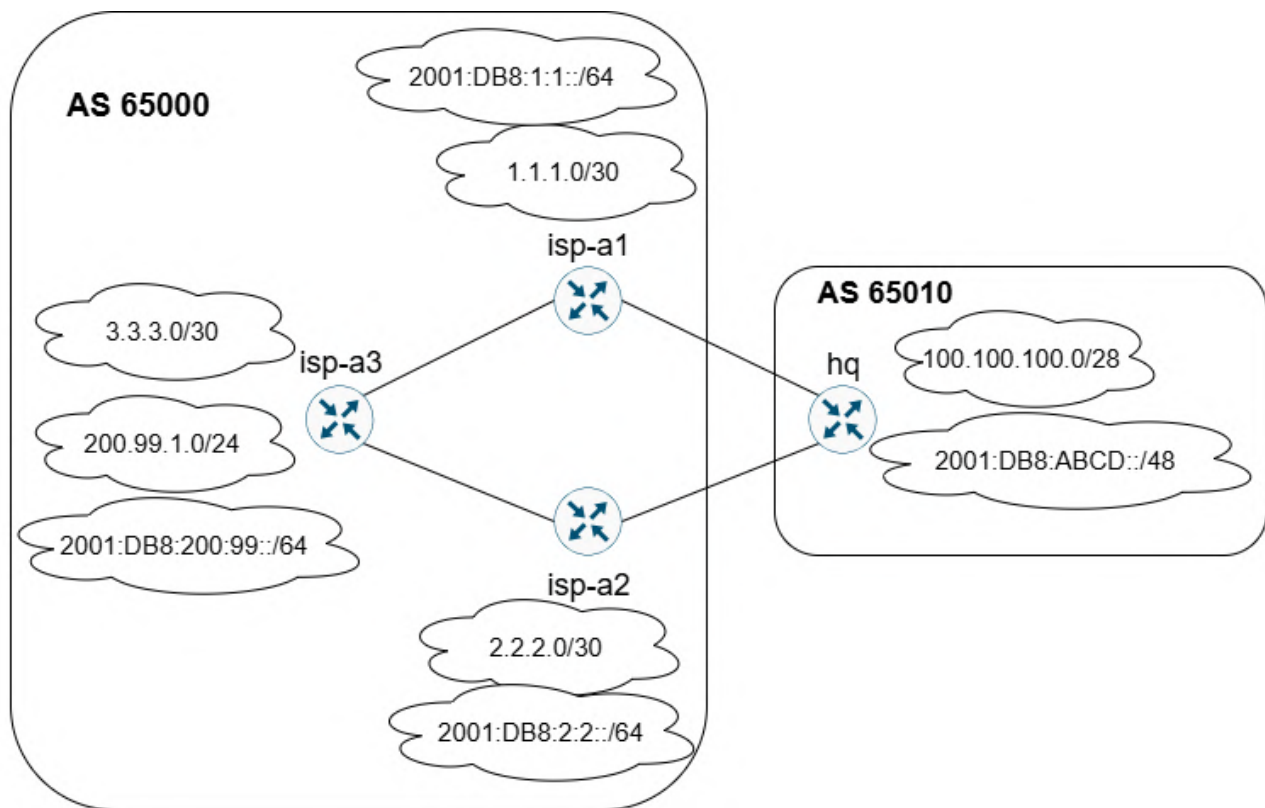 2001:DB8:1:1::/64
AS 65000
1.1.1.0/30
isp-a1
AS 65010
3.3.3.0/30
100.100.100.0/28
isp-a3
hq
200.99.1.0/24
2001:DB8:ABCD::/48
2001:DB8:200:99::/64
isp-a2
2.2.2.0/30
2001:DB8:2:2::/64